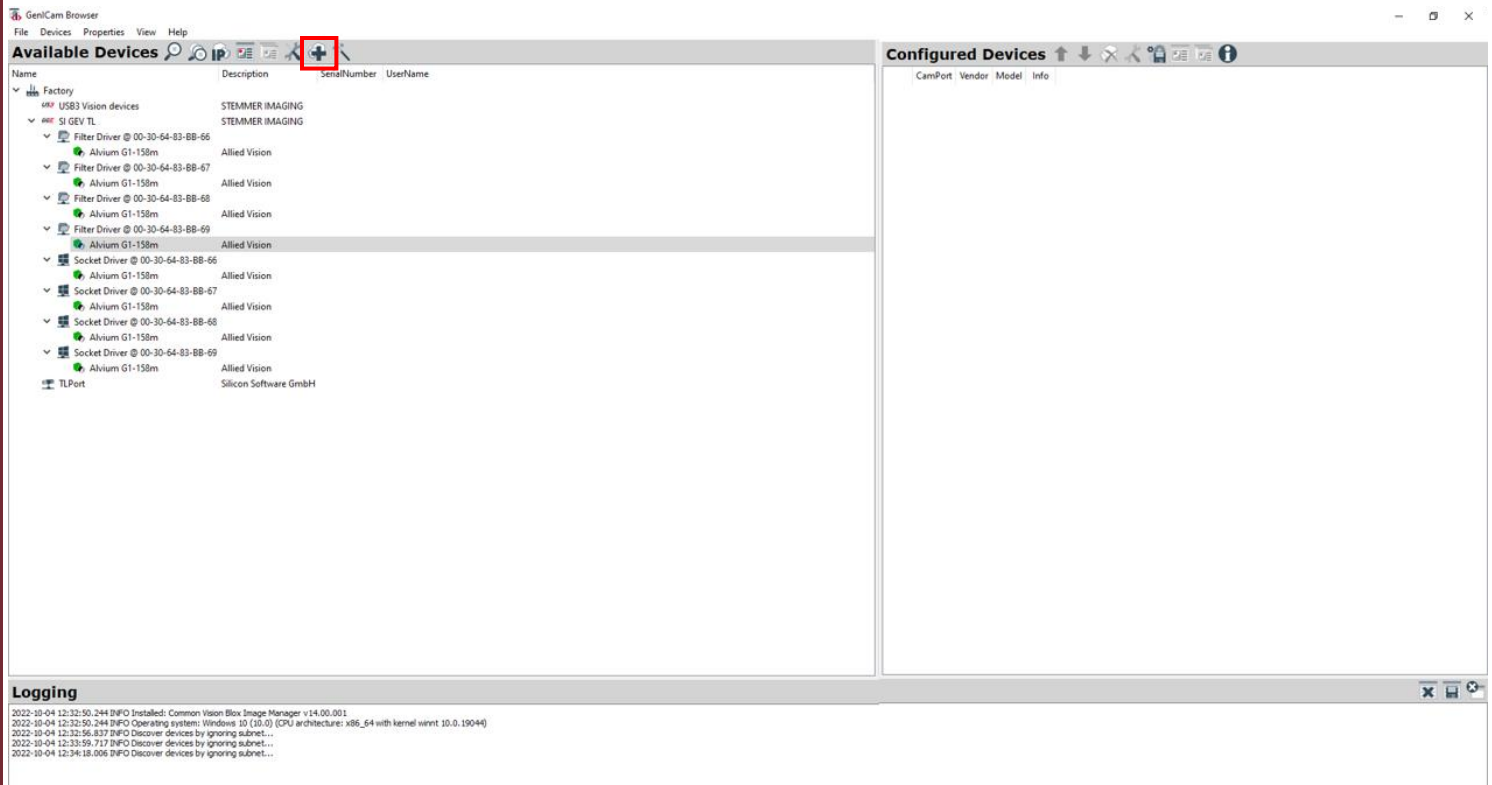 GenICam Browser
File Devices Properties View Help
Available Devices IP
Configured Devices
Name Description SerialNumber UserName
CamPort Vendor Model Info
Factory
USB3 Vision devices STEMMER IMAGING
SI GEV TL STEMMER IMAGING
Filter Driver @ 00-30-64-83-BB-66
Alvium G1-158m Allied Vision
Filter Driver @ 00-30-64-83-BB-67
Alvium G1-158m Allied Vision
Filter Driver @ 00-30-64-83-BB-68
Alvium G1-158m Allied Vision
Filter Driver @ 00-30-64-83-BB-69
Alvium G1-158m Allied Vision
Socket Driver @ 00-30-64-83-BB-66
Alvium G1-158m Allied Vision
Socket Driver @ 00-30-64-83-BB-67
Alvium G1-158m Allied Vision
Socket Driver @ 00-30-64-83-BB-68
Alvium G1-158m Allied Vision
Socket Driver @ 00-30-64-83-BB-69
Alvium G1-158m Allied Vision
TLPort Silicon Software GmbH
Logging
2022-10-04 12:32:50.244 INFO Installed: Common Vision Blox Image Manager v14.00.001
2022-10-04 12:32:50.244 INFO Operating system: Windows 10 (10.0) (CPU architecture: x86_64 with kernel winnt 10.0.19044)
2022-10-04 12:32:56.837 INFO Discover devices by ignoring subnet...
2022-10-04 12:33:59.717 INFO Discover devices by ignoring subnet...
2022-10-04 12:34:18.006 INFO Discover devices by ignoring subnet...